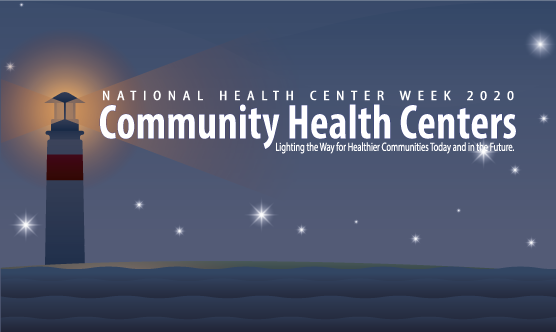 NATIONAL HEALTH CENTER WEEK 2020
Community Health Centers
Lighting the Way for Healthier Communities Today and in the Future.